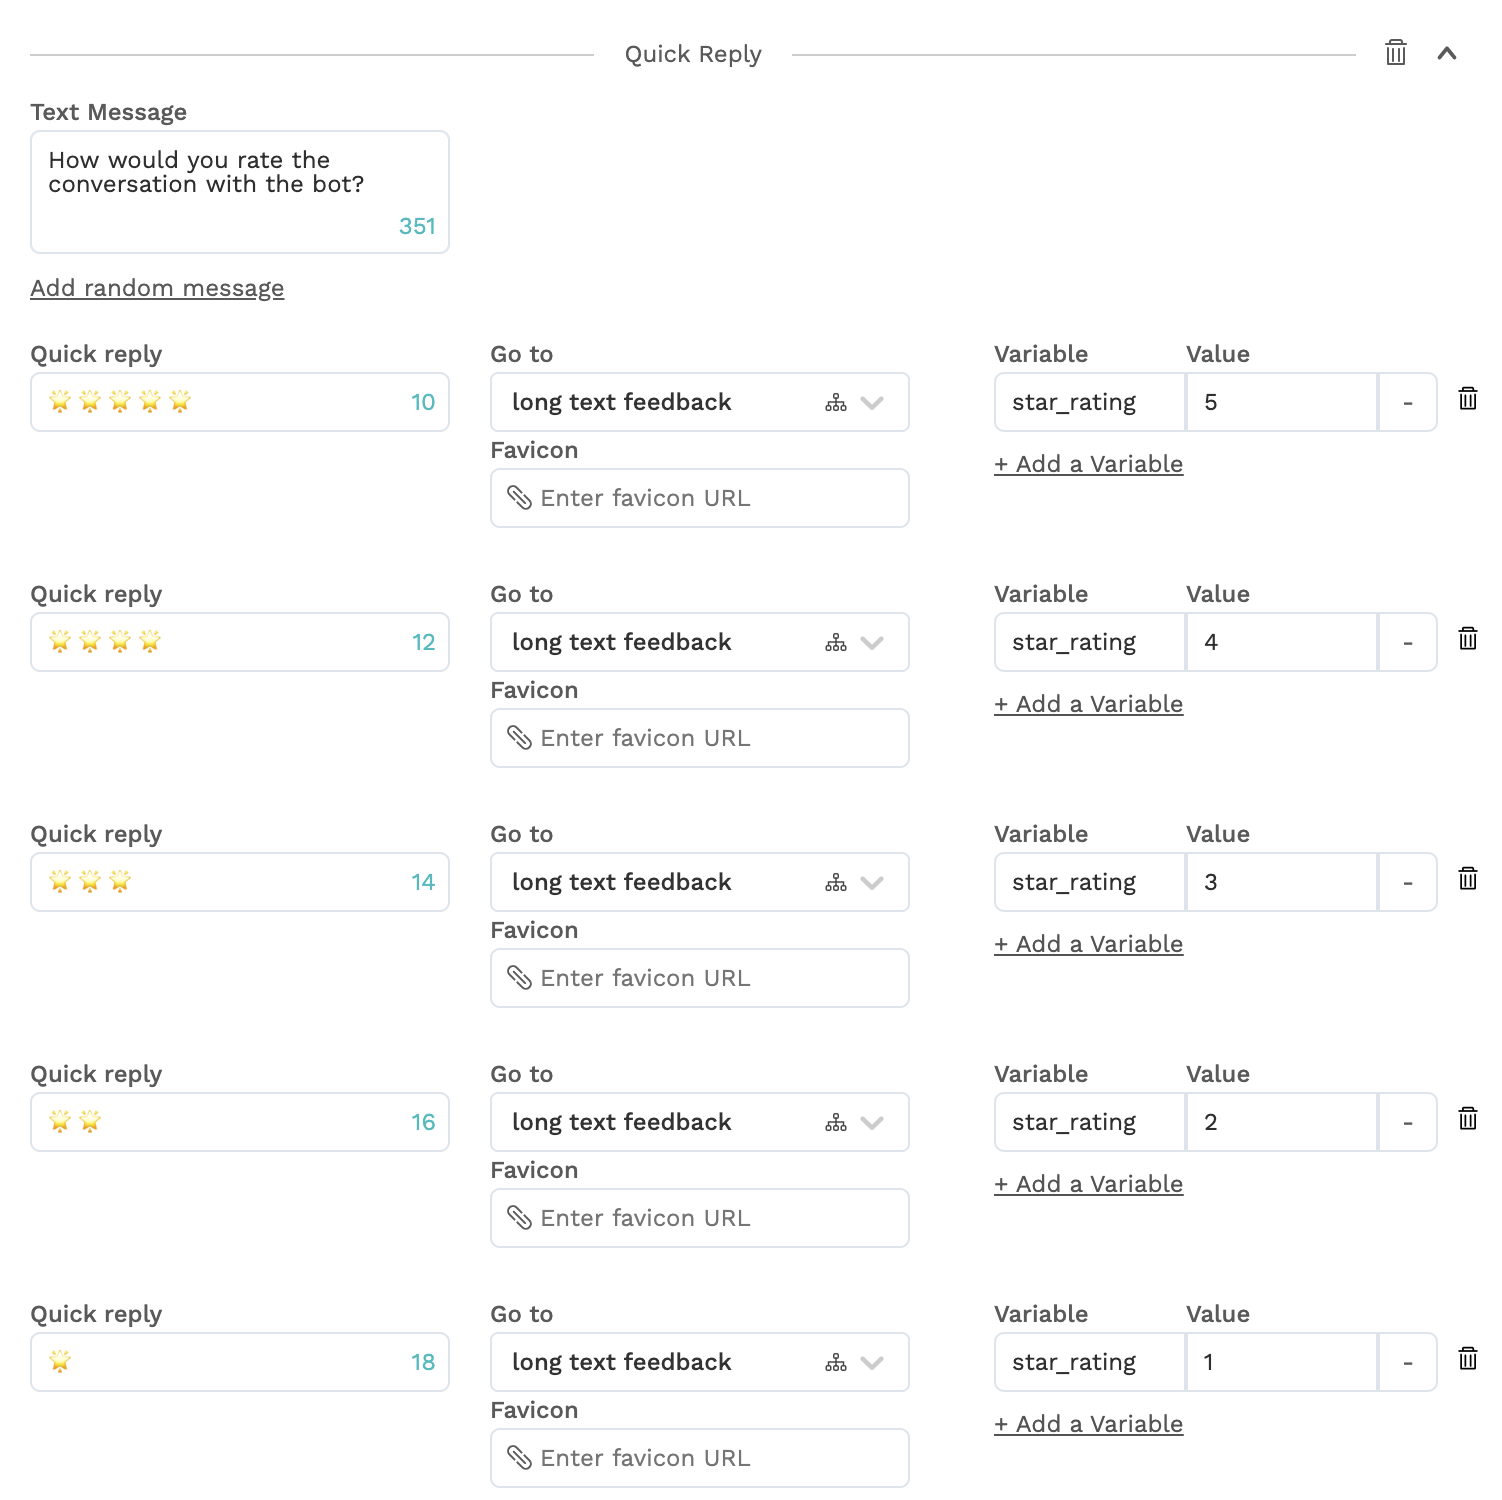 Quick Reply
Text Message
How would you rate the
conversation with the bot?
351
Add random message
Quick reply Go to Variable Value
🌟🌟🌟🌟🌟 10 long text feedback star_rating 5 -
Favicon
+ Add a Variable
Enter favicon URL
Quick reply Go to Variable Value
🌟🌟🌟🌟 12 long text feedback star_rating 4 -
Favicon
+ Add a Variable
Enter favicon URL
Quick reply Go to Variable Value
🌟🌟🌟 14 long text feedback star_rating 3 -
Favicon
+ Add a Variable
Enter favicon URL
Quick reply Go to Variable Value
🌟🌟 16 long text feedback star_rating 2 -
Favicon
+ Add a Variable
Enter favicon URL
Quick reply Go to Variable Value
🌟 18 long text feedback star_rating 1 -
Favicon
+ Add a Variable
Enter favicon URL